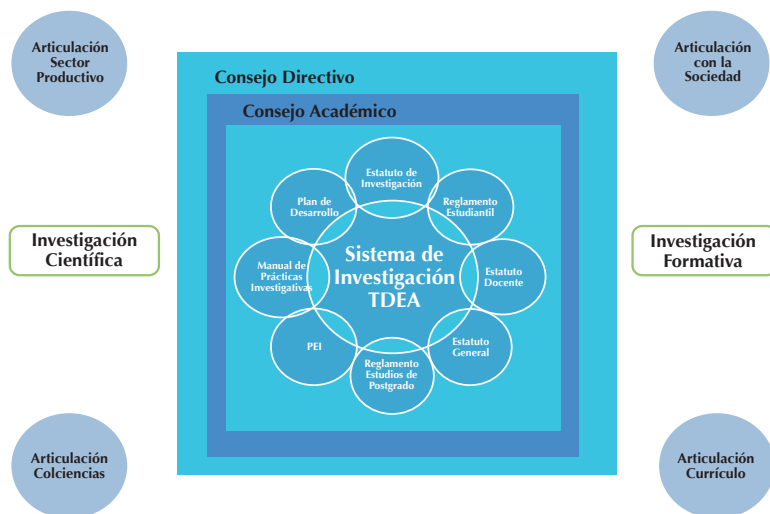 Articulación
Sector
Productivo
Articulación
con la
Sociedad
Consejo Directivo
Consejo Académico
Estatuto de
Investigación
Plan de
Desarrollo
Reglamento
Estudiantil
Investigación
Científica
Manual de
Prácticas
Investigativas
Sistema de
Investigación
TDEA
Estatuto
Docente
Investigación
Formativa
PEI
Estatuto
General
Reglamento
Estudios de
Postgrado
Articulación
Colciencias
Articulación
Currículo